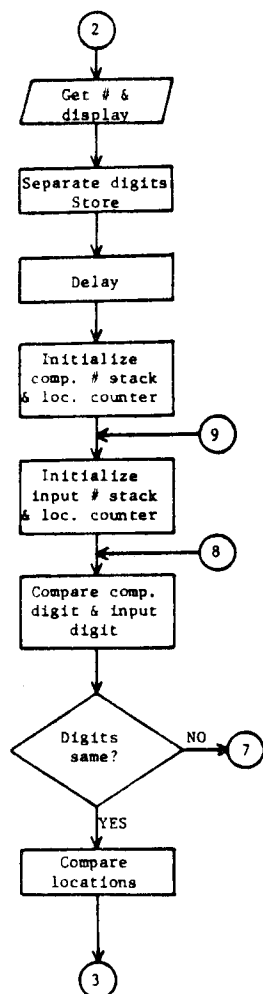 2
Get # &
display
Separate digits
Store
Delay
Initialize
comp. # stack
& loc. counter
9
Initialize
input # stack
& loc. counter
8
Compare comp.
digit & input
digit
Digits
same?
NO
7
YES
Compare
locations
3